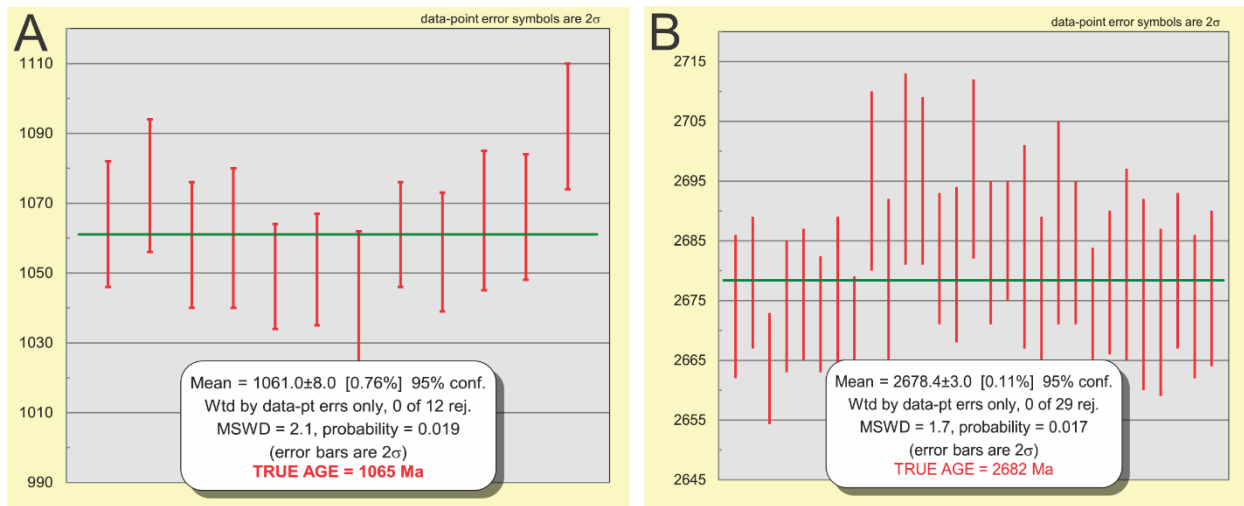 A
data-point error symbols are 2σ
1110
1090
1070
1050
1030
1010
990
Mean = 1061.0±8.0 [0.76%] 95% conf.
Wtd by data-pt errs only, 0 of 12 rej.
MSWD = 2.1, probability = 0.019
(error bars are 2σ)
TRUE AGE = 1065 Ma
B
data-point error symbols are 2σ
2715
2705
2695
2685
2675
2665
2655
2645
Mean = 2678.4±3.0 [0.11%] 95% conf.
Wtd by data-pt errs only, 0 of 29 rej.
MSWD = 1.7, probability = 0.017
(error bars are 2σ)
TRUE AGE = 2682 Ma